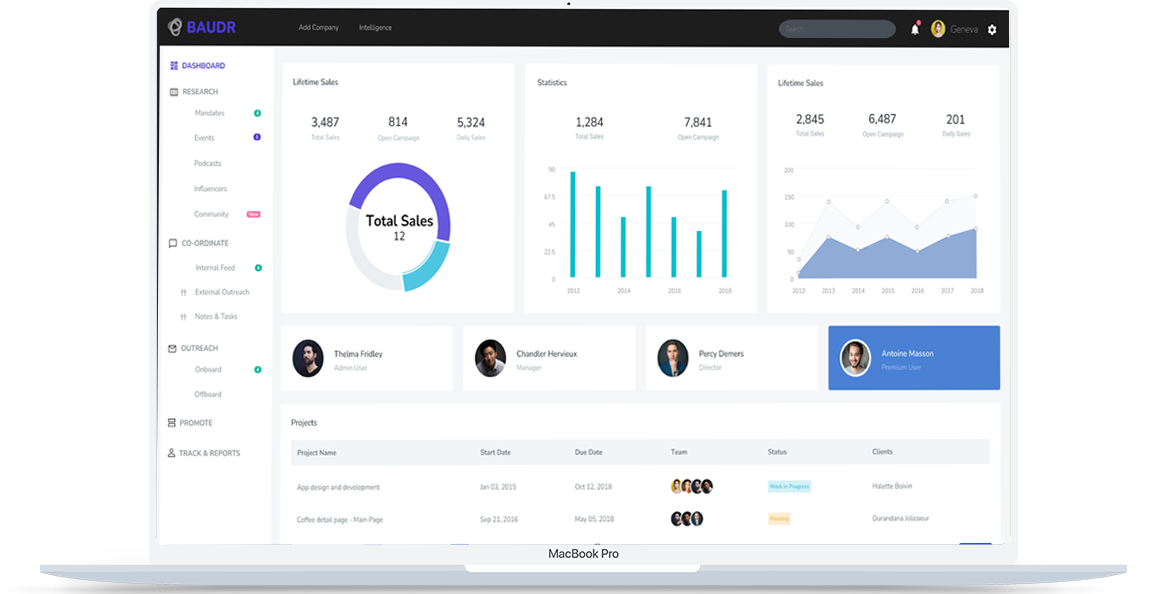 BAUDR
Add Company Intelligence
Search...
Geneva
DASHBOARD
RESEARCH
Mandates
Events
Podcasts
Influencers
Community New
CO-ORDINATE
Internal Feed
External Outreach
Notes & Tasks
OUTREACH
Onboard
Offboard
PROMOTE
TRACK & REPORTS
Lifetime Sales
3,487 814 5,324
Total Sales Open Campaign Daily Sales
Total Sales
12
Statistics
1,284 7,841
Total Sales Open Campaign
90
67.5
45
22.5
0
2012 2014 2016 2018
Lifetime Sales
2,845 6,487 201
Total Sales Open Campaign Daily Sales
200
150
100
50
0
2012 2013 2014 2015 2016 2017 2018
Thelma Fridley
Admin User
Chandler Hervieux
Manager
Percy Demers
Director
Antoine Masson
Premium User
Projects
Project Name Start Date Due Date Team Status Clients
App design and development Jan 03, 2015 Oct 12, 2018 Work in Progress Halette Boivin
Coffee detail page - Main Page Sep 21, 2016 May 05, 2018 Pending Durandana Jolicoeur
MacBook Pro